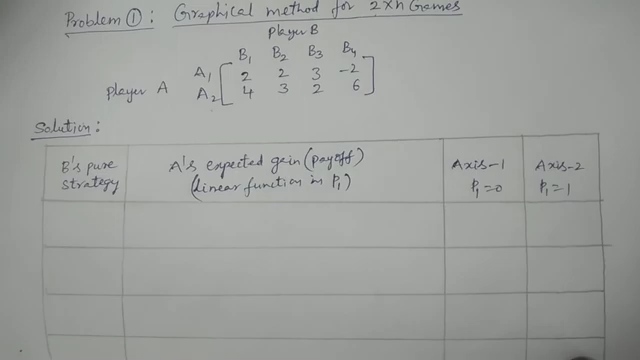 Problem ①: Graphical method for 2×n Games
Player B
B₁ B₂ B₃ B₄
A₁ 2 2 3 -2
Player A
A₂ 4 3 2 6
Solution:
B's pure strategy
A's expected gain (payoff) (linear function in P₁)
Axis-1 P₁=0
Axis-2 P₁=1